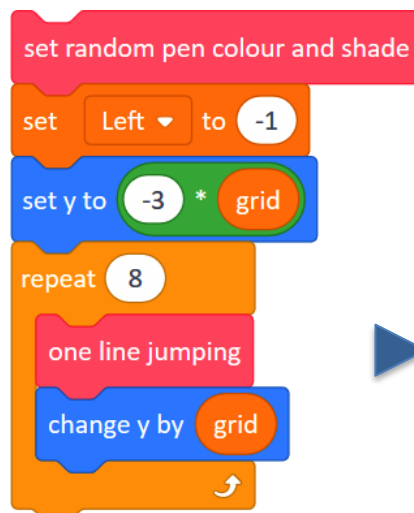 set random pen colour and shade
set Left to -1
set y to -3 * grid
repeat 8
one line jumping
change y by grid